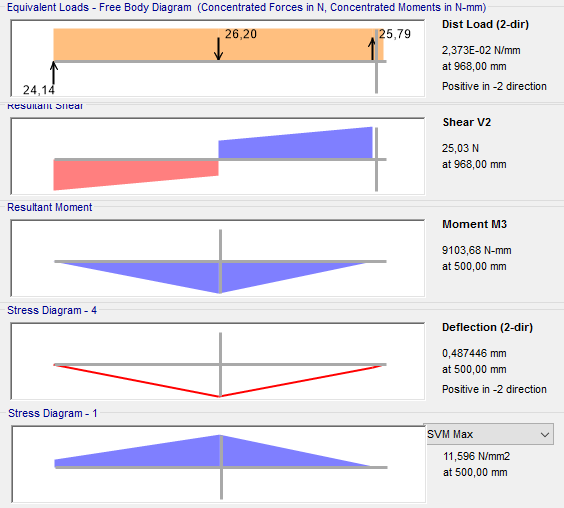 Equivalent Loads - Free Body Diagram (Concentrated Forces in N, Concentrated Moments in N-mm)
26,20
25,79
24,14
Dist Load (2-dir)
2,373E-02 N/mm
at 968,00 mm
Positive in -2 direction
Resultant Shear
Shear V2
25,03 N
at 968,00 mm
Resultant Moment
Moment M3
9103,68 N-mm
at 500,00 mm
Stress Diagram - 4
Deflection (2-dir)
0,487446 mm
at 500,00 mm
Positive in -2 direction
Stress Diagram - 1
SVM Max
11,596 N/mm2
at 500,00 mm